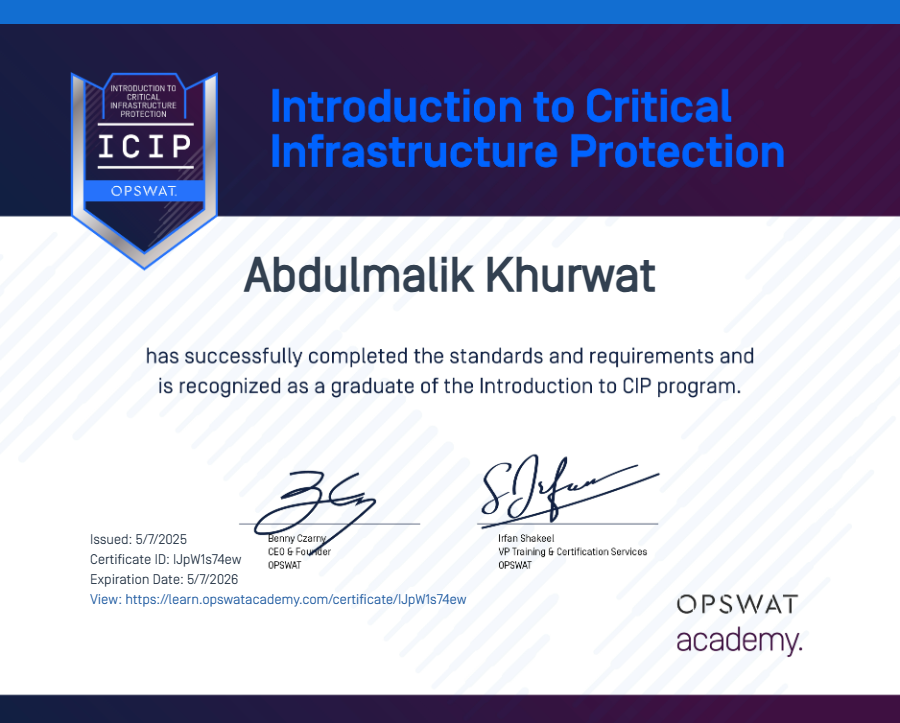 INTRODUCTION TO
CRITICAL
INFRASTRUCTURE
PROTECTION
ICIP
OPSWAT.
Introduction to Critical
Infrastructure Protection
Abdulmalik Khurwat
has successfully completed the standards and requirements and
is recognized as a graduate of the Introduction to CIP program.
Benny Czarny
CEO & Founder
OPSWAT
Irfan Shakeel
VP Training & Certification Services
OPSWAT
Issued: 5/7/2025
Certificate ID: IJpW1s74ew
Expiration Date: 5/7/2026
View: https://learn.opswatacademy.com/certificate/IJpW1s74ew
OPSWAT
academy.